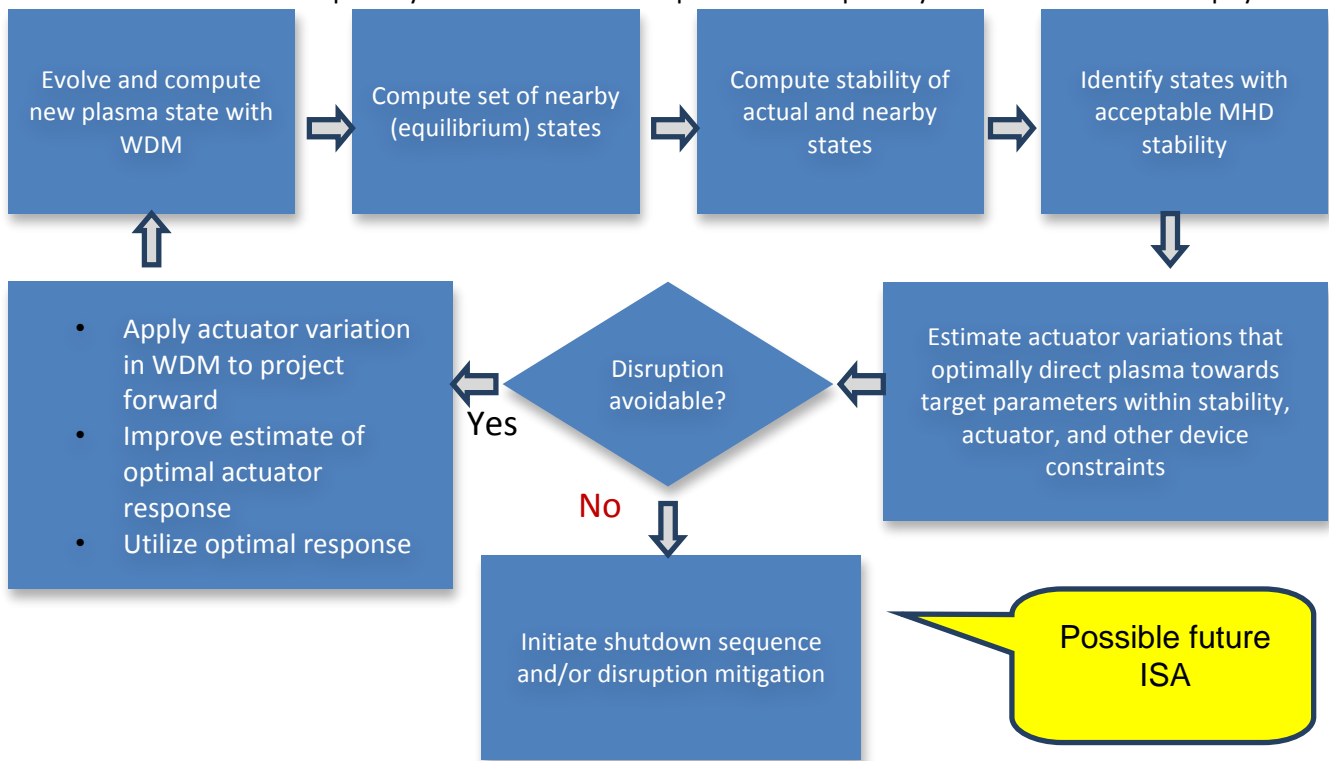 Evolve and compute
new plasma state with
WDM
Compute set of nearby
(equilibrium) states
Compute stability of
actual and nearby
states
Identify states with
acceptable MHD
stability
• Apply actuator variation
in WDM to project
forward
• Improve estimate of
optimal actuator
response
• Utilize optimal response
Yes
Disruption
avoidable?
No
Estimate actuator variations that
optimally direct plasma towards
target parameters within stability,
actuator, and other device
constraints
Initiate shutdown sequence
and/or disruption mitigation
Possible future
ISA